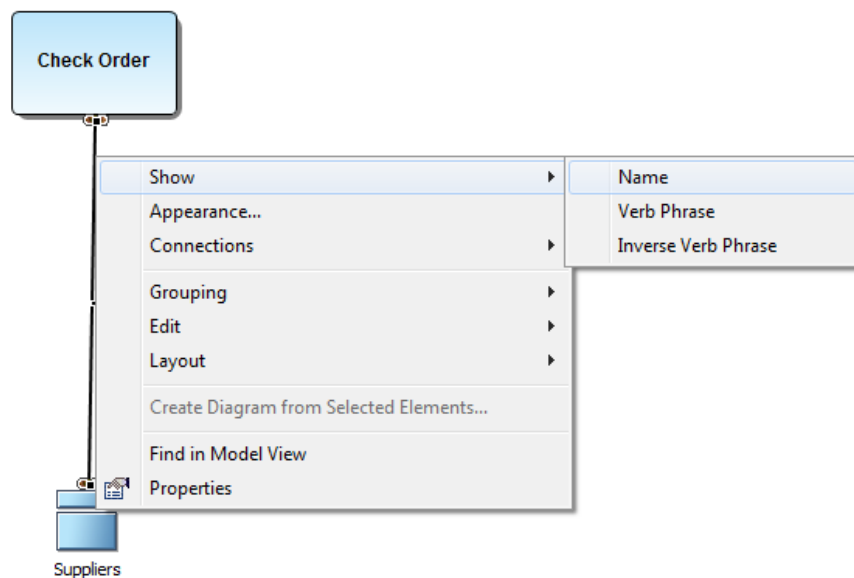 Check Order
Show
Name
Appearance...
Verb Phrase
Connections
Inverse Verb Phrase
Grouping
Edit
Layout
Create Diagram from Selected Elements...
Find in Model View
Properties
Suppliers